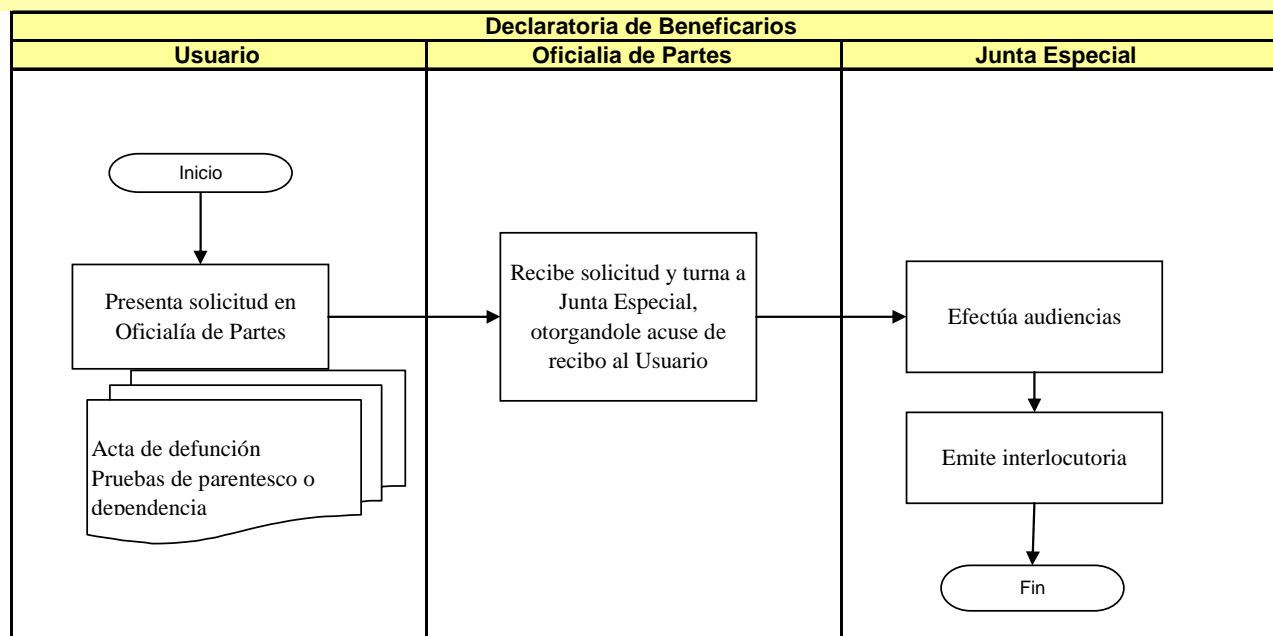 Declaratoria de Beneficarios
Usuario
Oficialia de Partes
Junta Especial
Inicio
Presenta solicitud en
Oficialía de Partes
Acta de defunción
Pruebas de parentesco o
dependencia
Recibe solicitud y turna a
Junta Especial,
otorgandole acuse de
recibo al Usuario
Efectúa audiencias
Emite interlocutoria
Fin